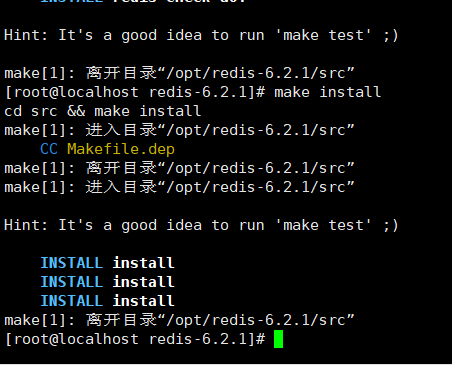 INSTALL redis-check-aof
Hint: It's a good idea to run 'make test' ;)
make[1]: 离开目录“/opt/redis-6.2.1/src”
[root@localhost redis-6.2.1]# make install
cd src && make install
make[1]: 进入目录“/opt/redis-6.2.1/src”
CC Makefile.dep
make[1]: 离开目录“/opt/redis-6.2.1/src”
make[1]: 进入目录“/opt/redis-6.2.1/src”
Hint: It's a good idea to run 'make test' ;)
INSTALL install
INSTALL install
INSTALL install
make[1]: 离开目录“/opt/redis-6.2.1/src”
[root@localhost redis-6.2.1]#